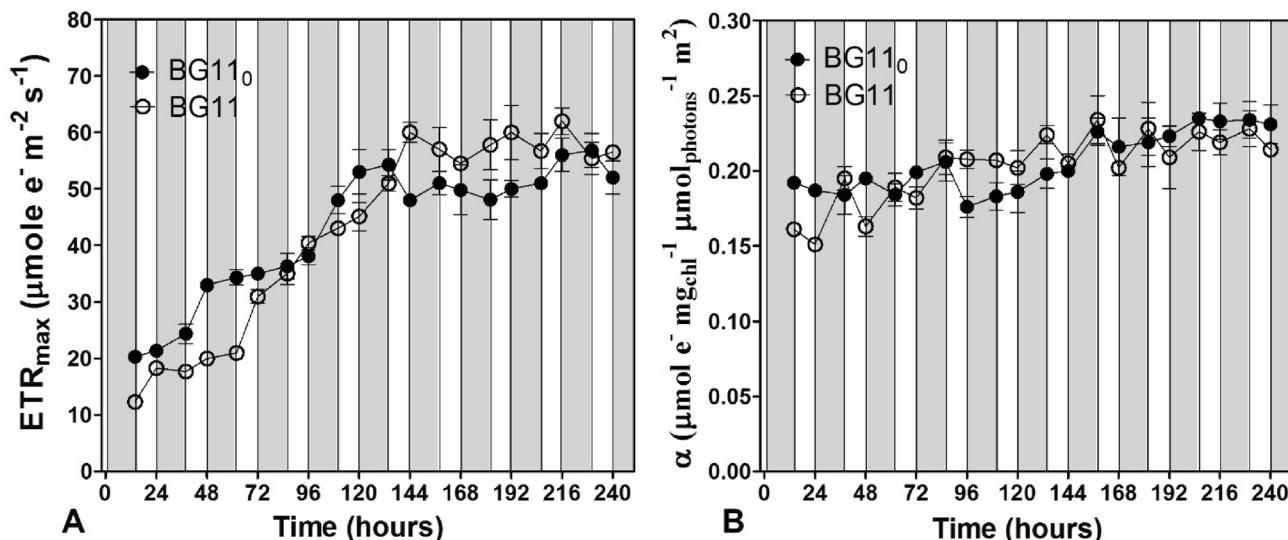 ETRmax (μmole e- m-2 s-1)
80
70
60
50
40
30
20
10
0
BG110
BG11
0 24 48 72 96 120 144 168 192 216 240
A
Time (hours)
α (μmol e- mgchl-1 μmolphotons-1 m2)
0.30
0.25
0.20
0.15
0.10
0.05
0.00
BG110
BG11
0 24 48 72 96 120 144 168 192 216 240
B
Time (hours)